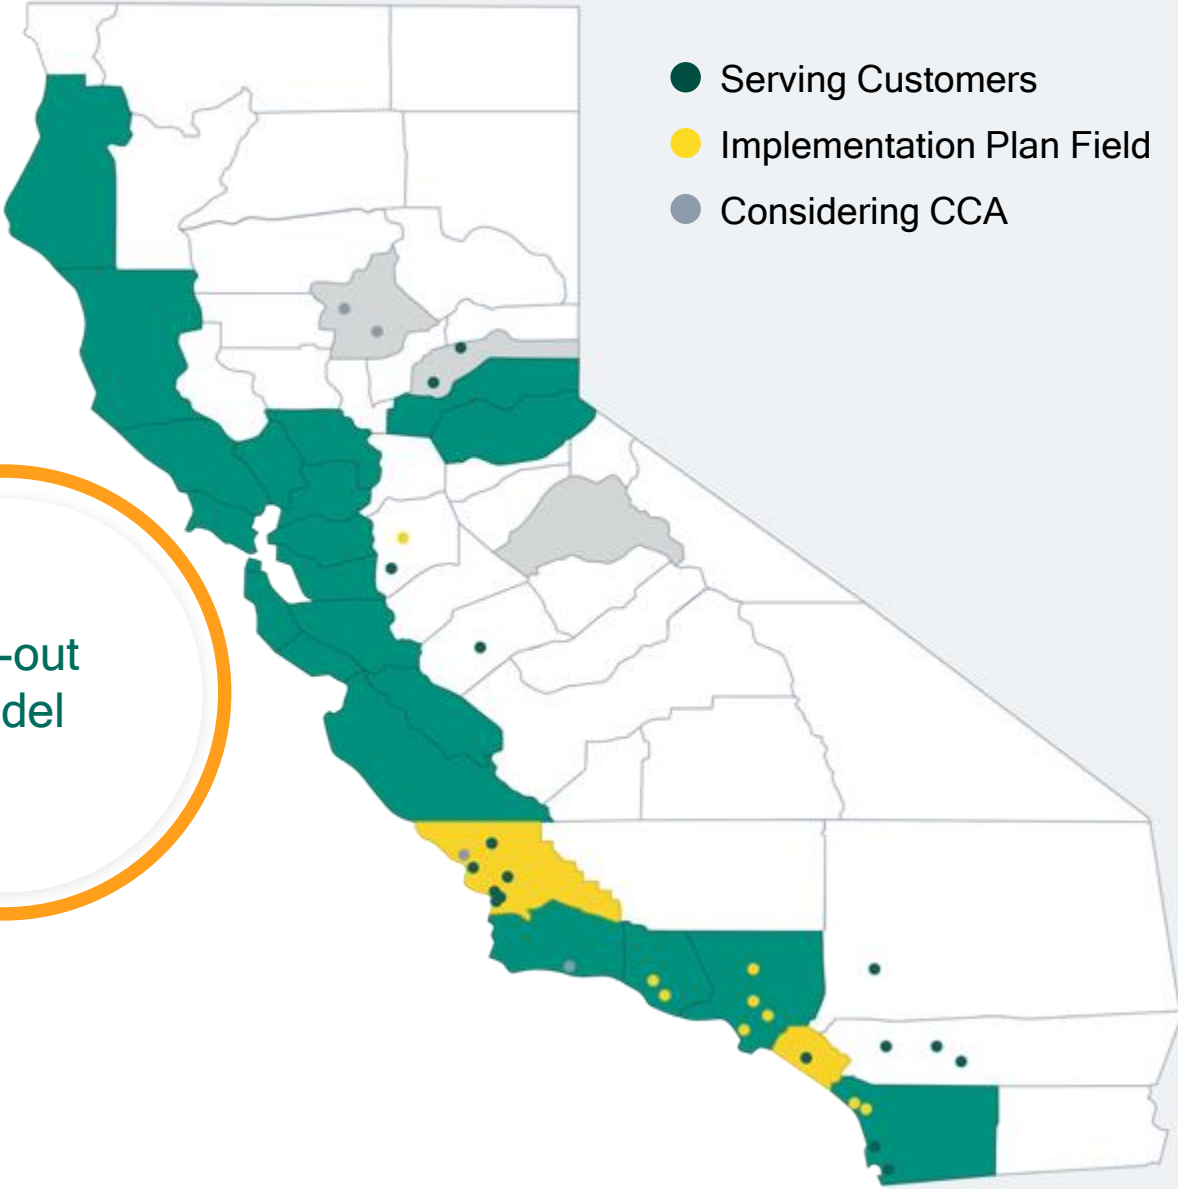 Serving Customers
Implementation Plan Field
Considering CCA
-out
del